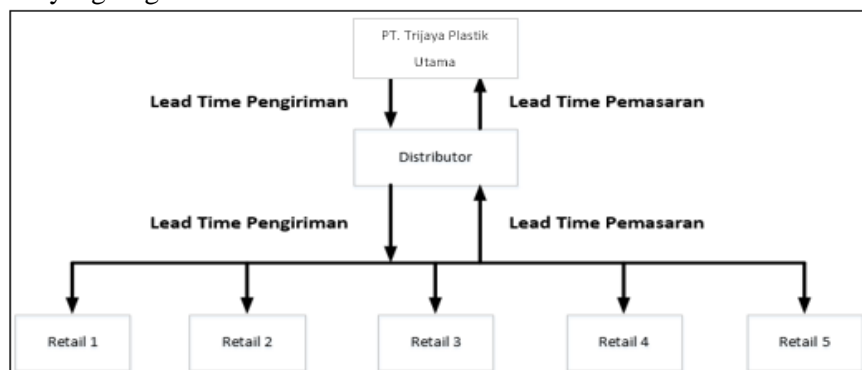 PT. Trijaya Plastik
Utama
Lead Time Pengiriman
Lead Time Pemasaran
Distributor
Lead Time Pengiriman
Lead Time Pemasaran
Retail 1
Retail 2
Retail 3
Retail 4
Retail 5